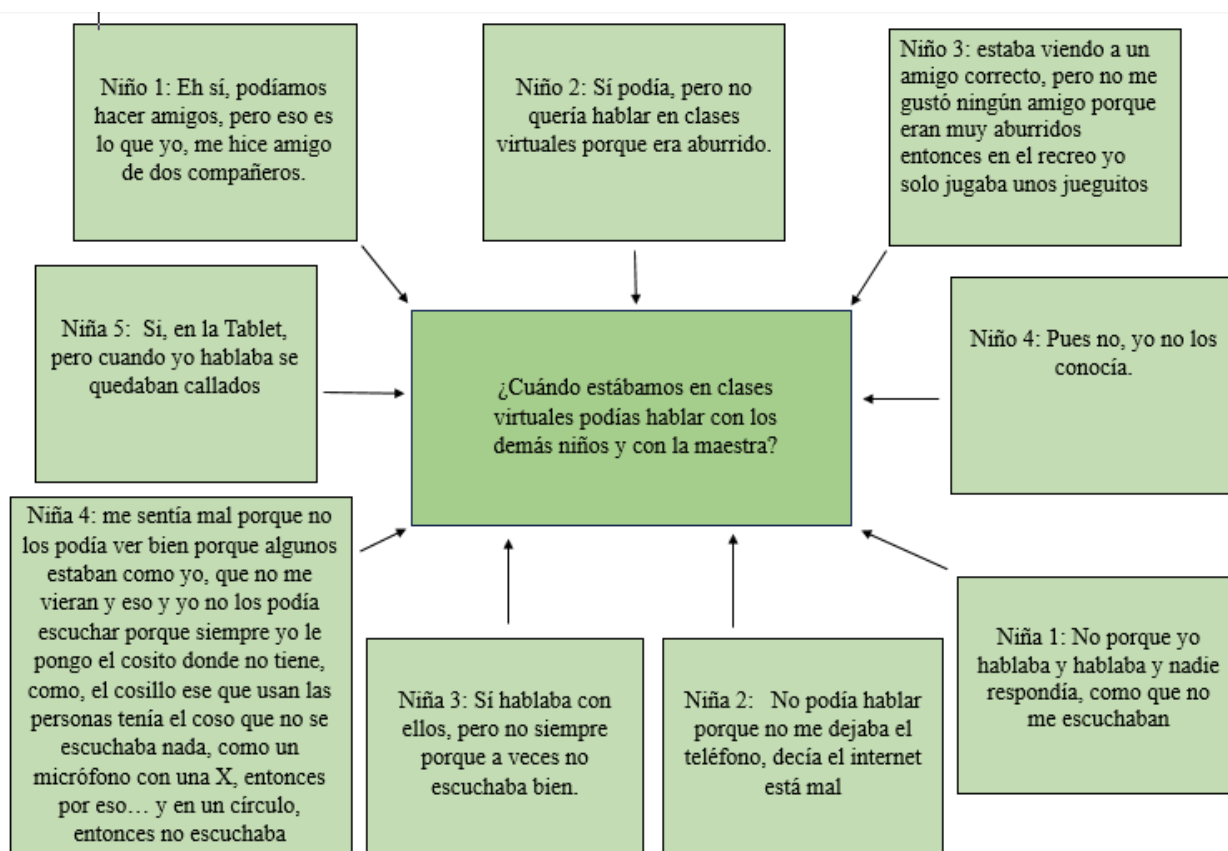 Niño 1: Eh sí, podíamos
hacer amigos, pero eso es
lo que yo, me hice amigo
de dos compañeros.
Niño 2: Sí podía, pero no
quería hablar en clases
virtuales porque era aburrido.
Niño 3: estaba viendo a un
amigo correcto, pero no me
gustó ningún amigo porque
eran muy aburridos
entonces en el recreo yo
solo jugaba unos jueguitos
Niña 5: Si, en la Tablet,
pero cuando yo hablaba se
quedaban callados
¿Cuándo estábamos en clases
virtuales podías hablar con los
demás niños y con la maestra?
Niño 4: Pues no, yo no los
conocía.
Niña 4: me sentía mal porque no
los podía ver bien porque algunos
estaban como yo, que no me
vieran y eso y yo no los podía
escuchar porque siempre yo le
pongo el cosito donde no tiene,
como, el cosillo ese que usan las
personas tenía el coso que no se
escuchaba nada, como un
micrófono con una X, entonces
por eso… y en un círculo,
entonces no escuchaba
Niña 3: Sí hablaba con
ellos, pero no siempre
porque a veces no
escuchaba bien.
Niña 2: No podía hablar
porque no me dejaba el
teléfono, decía el internet
está mal
Niña 1: No porque yo
hablaba y hablaba y nadie
respondía, como que no
me escuchaban